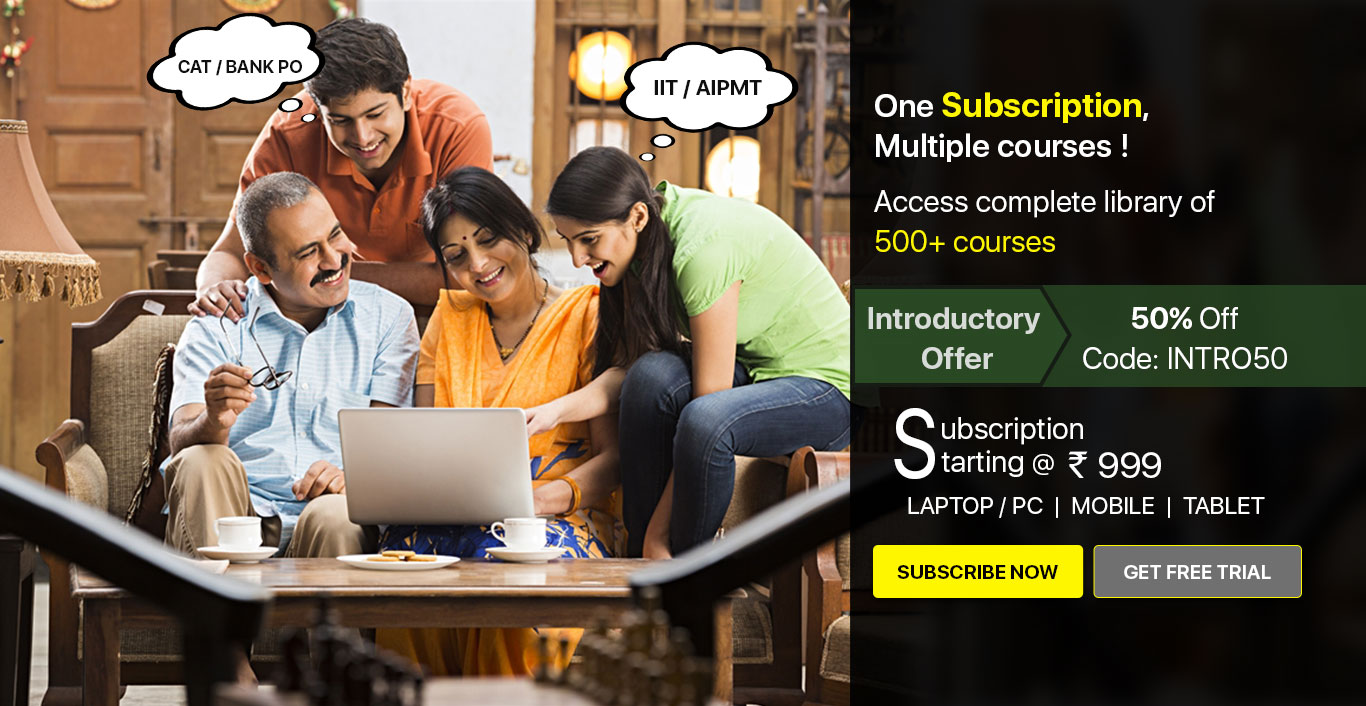 CAT / BANK PO
IIT / AIPMT
One Subscription,
Multiple courses !
Access complete library of
500+ courses
Introductory
Offer
50% Off
Code: INTRO50
Subscription
Starting @ ₹ 999
LAPTOP / PC | MOBILE | TABLET
SUBSCRIBE NOW
GET FREE TRIAL